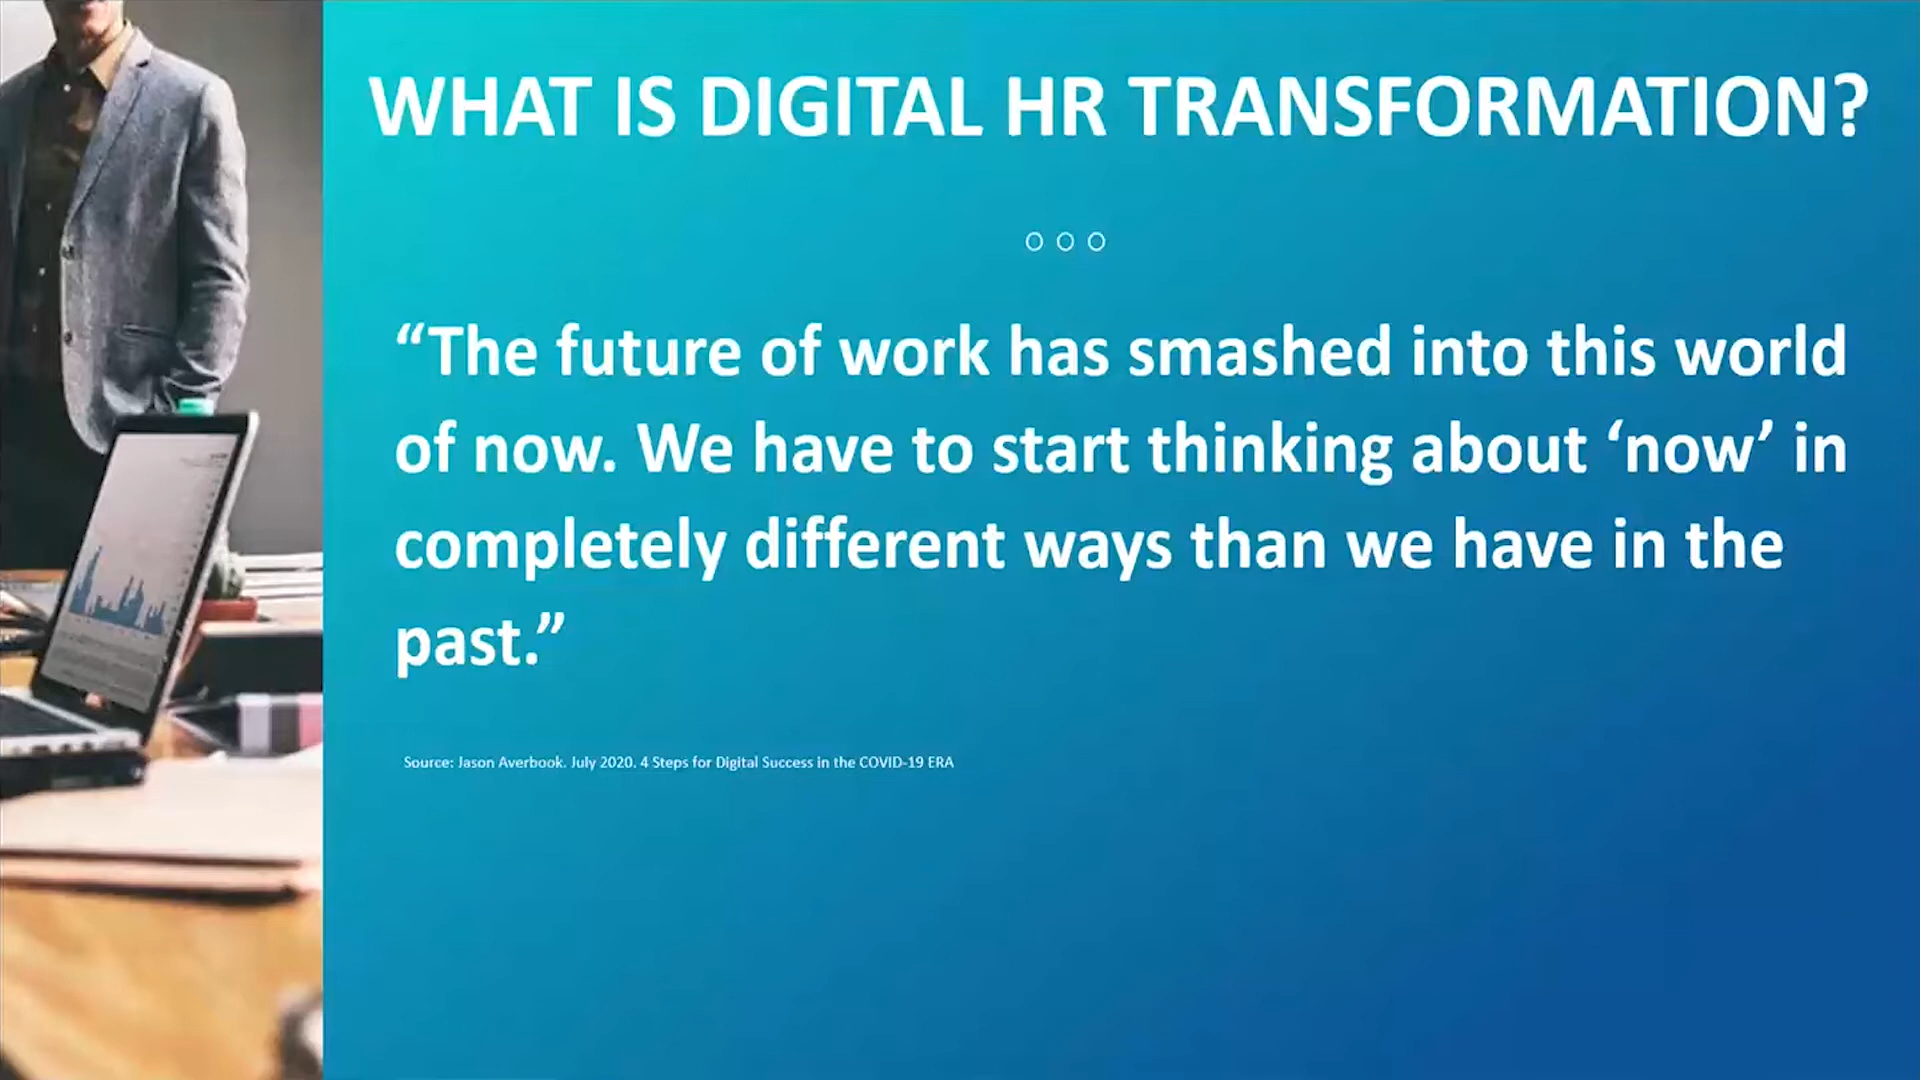 WHAT IS DIGITAL HR TRANSFORMATION?
“The future of work has smashed into this world
of now. We have to start thinking about ‘now’ in
completely different ways than we have in the
past.”
Source: Jason Averbook. July 2020. 4 Steps for Digital Success in the COVID-19 ERA